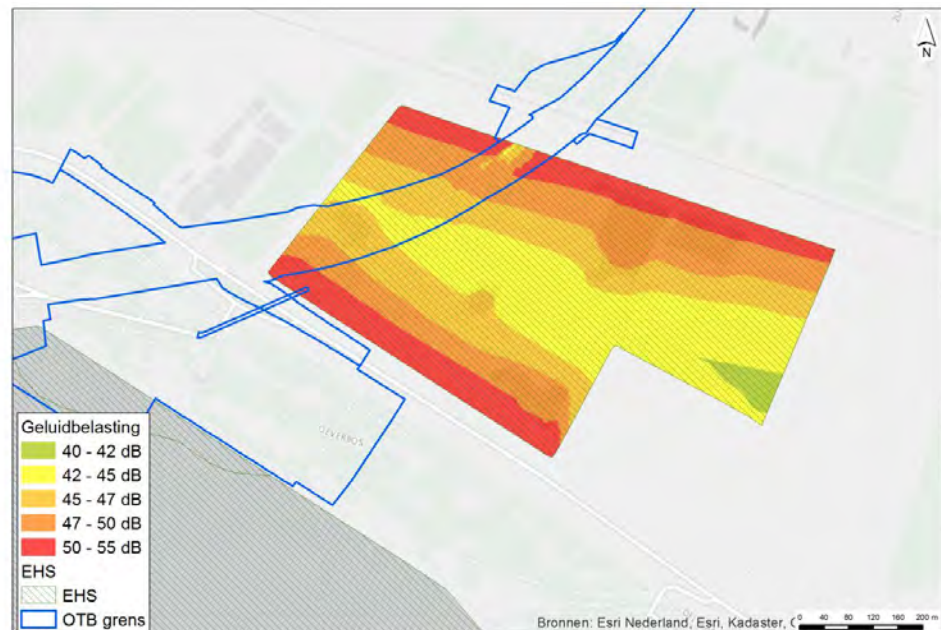 N
Geluidbelasting
40 - 42 dB
42 - 45 dB
45 - 47 dB
47 - 50 dB
50 - 55 dB
EHS
EHS
OTB grens
Bronnen: Esri Nederland, Esri, Kadaster,
0 40 80 120 160 200 m